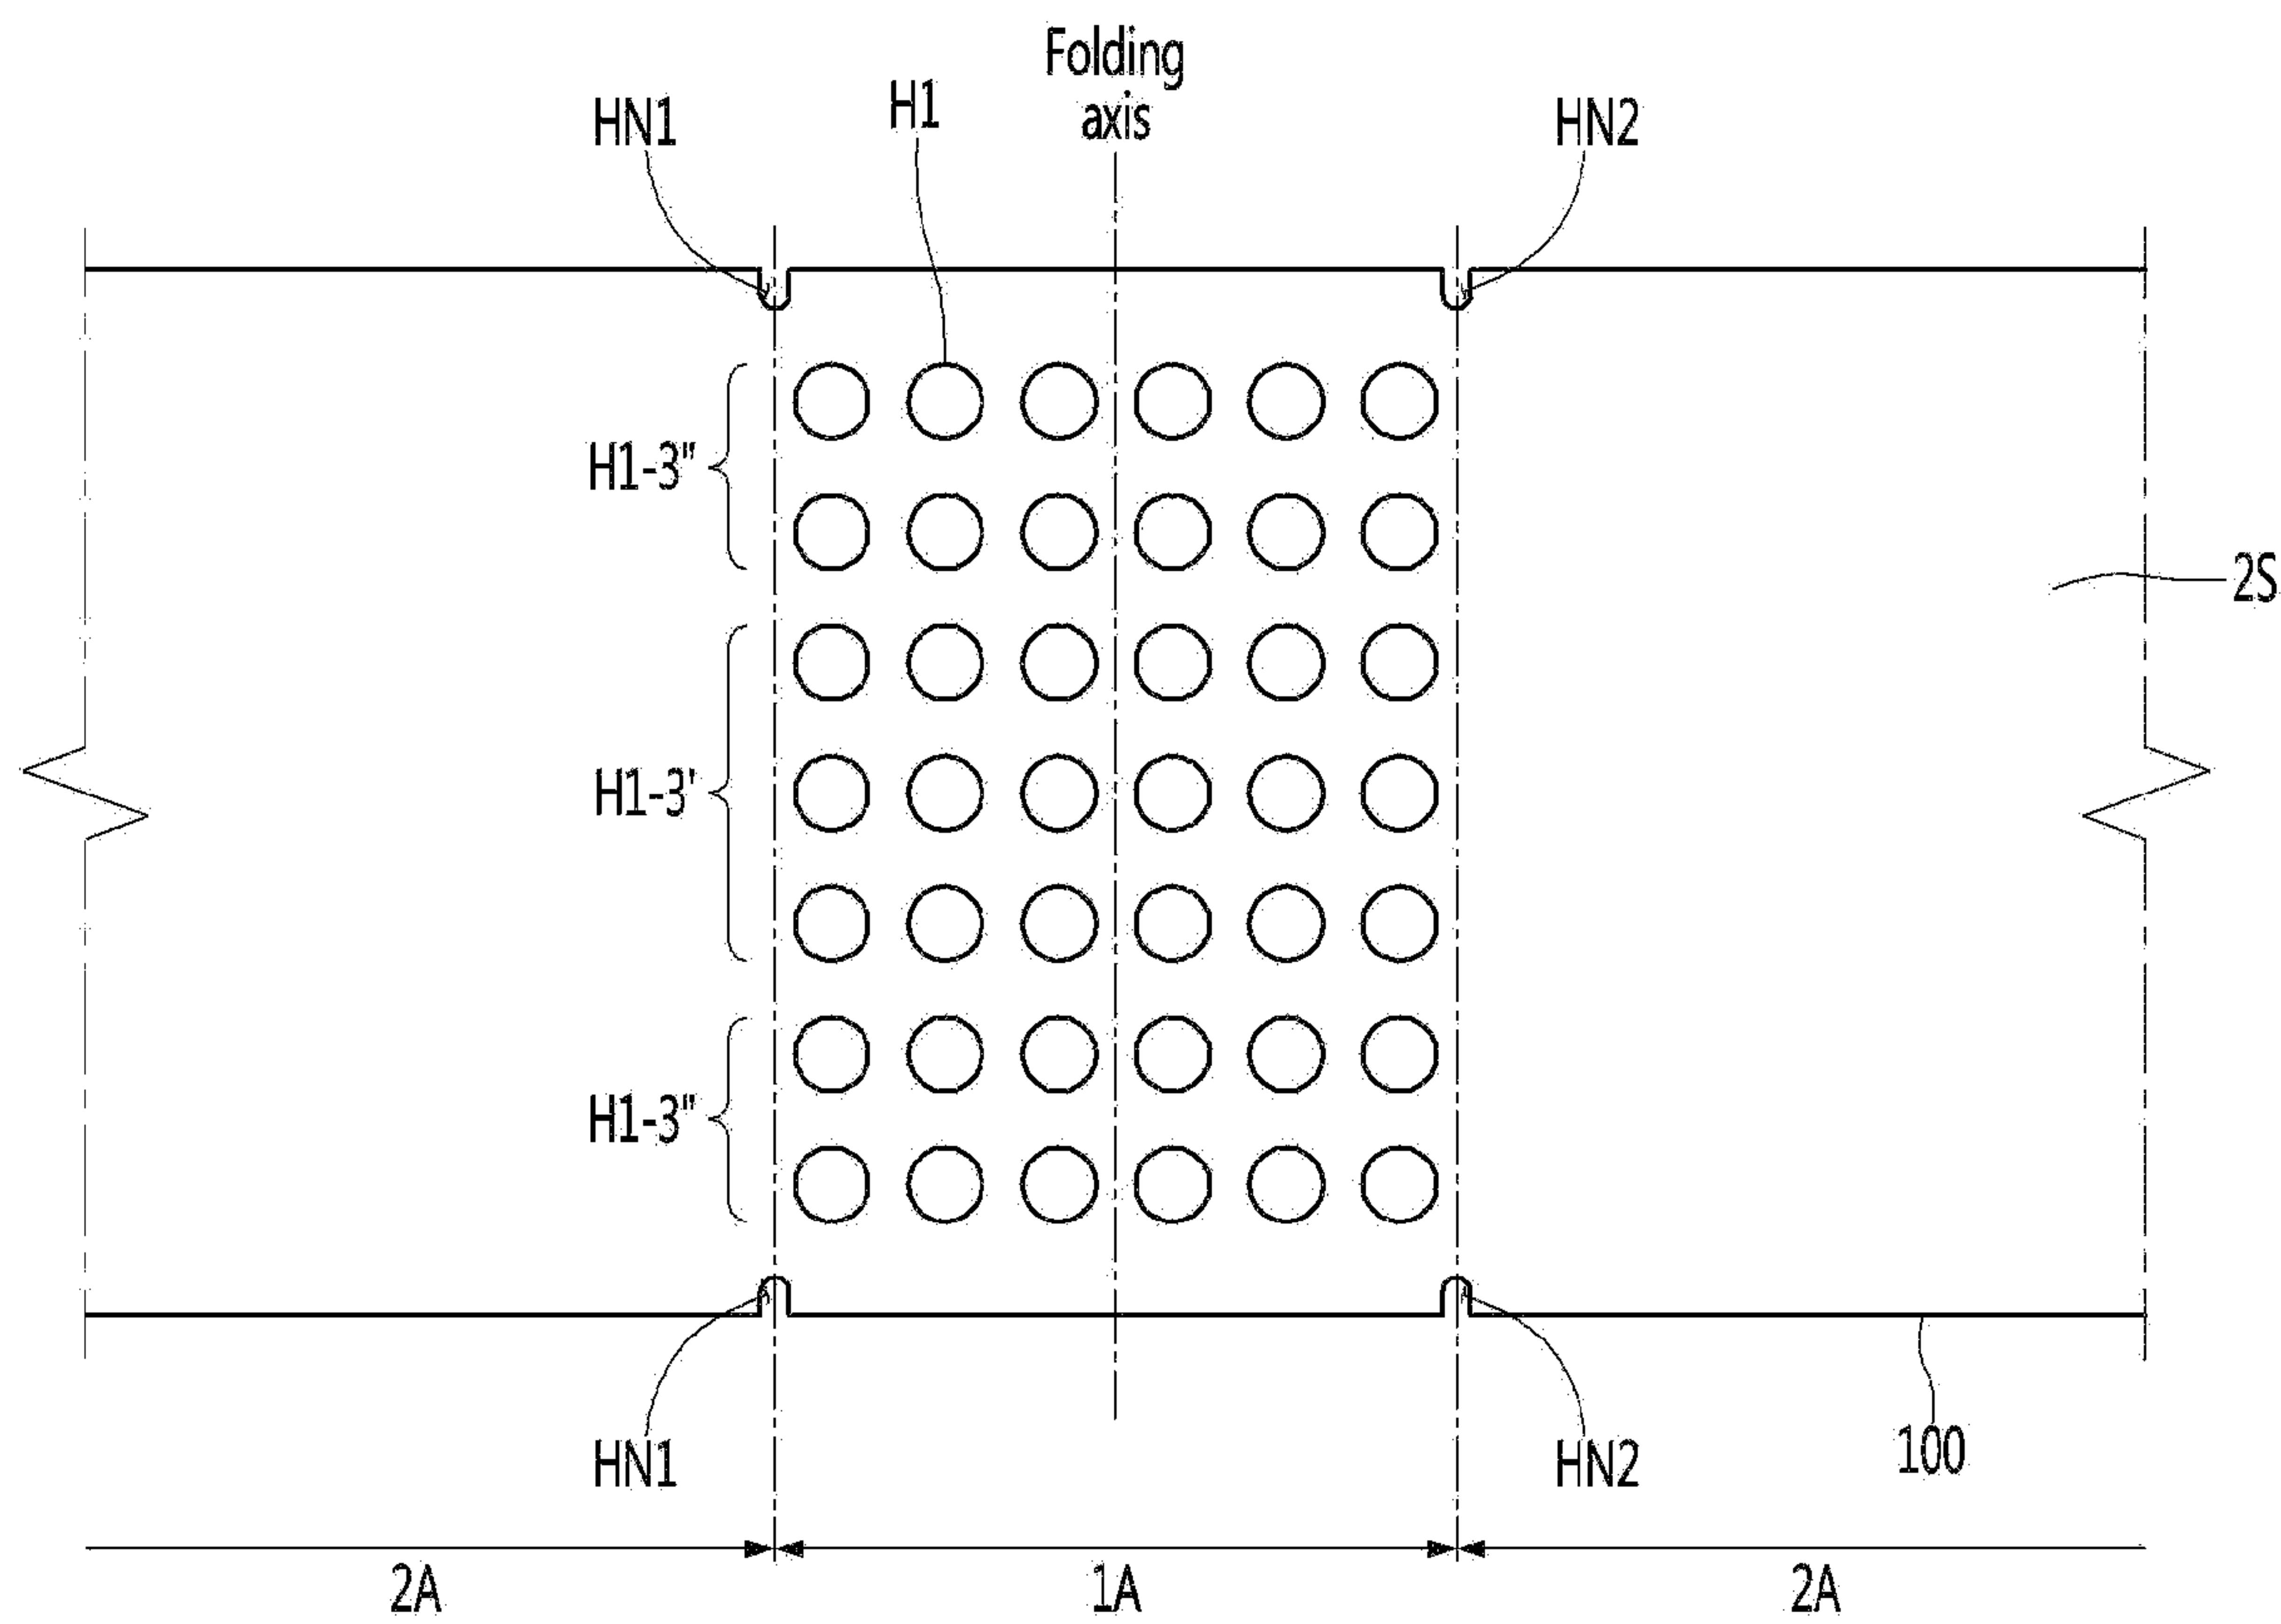 Folding
axis
HN1
H1
HN2
H1-3"
2S
H1-3'
H1-3"
HN1
HN2
100
2A
1A
2A